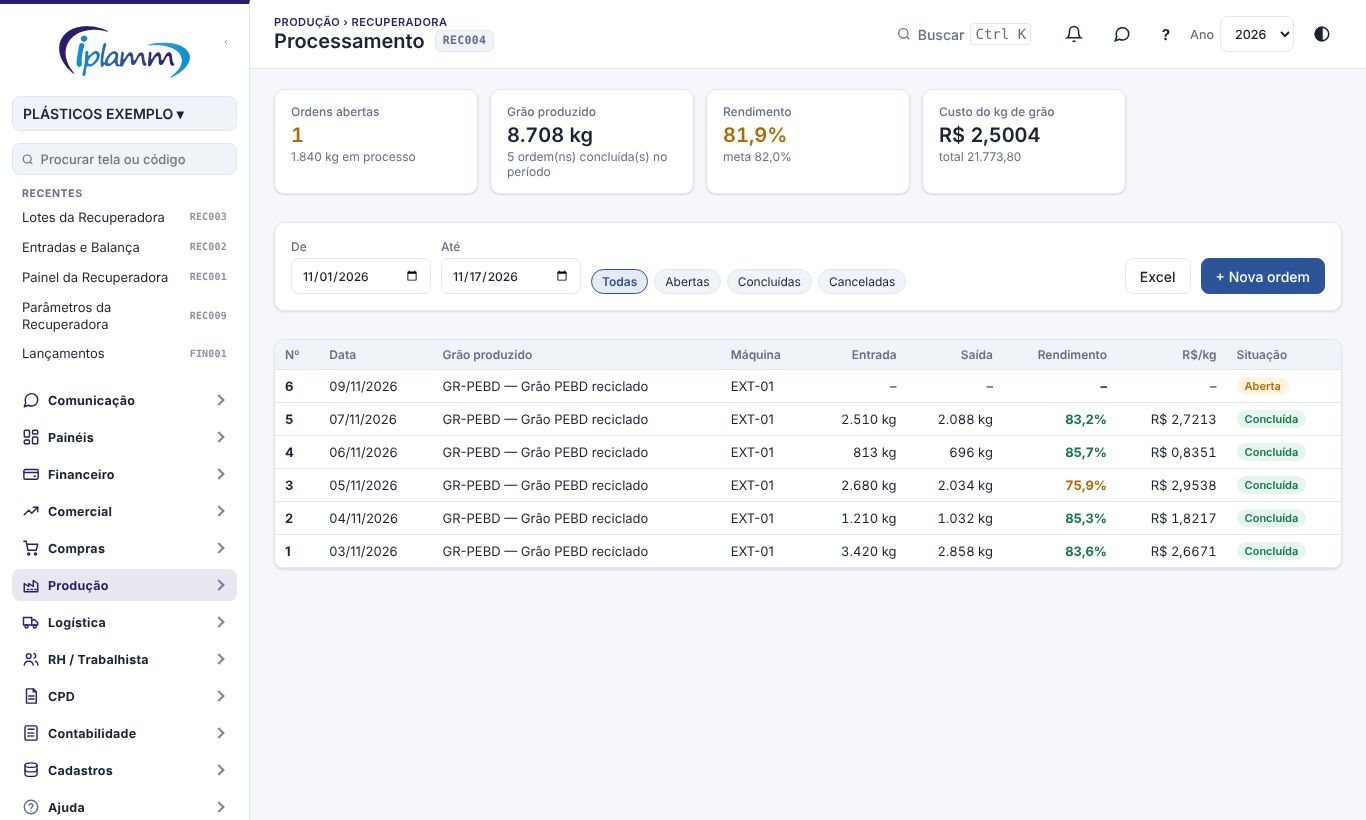 iplamm
‹
PLÁSTICOS EXEMPLO ▾
Procurar tela ou código
RECENTES
Lotes da Recuperadora REC003
Entradas e Balança REC002
Painel da Recuperadora REC001
Parâmetros da
Recuperadora REC009
Lançamentos FIN001
Comunicação
Painéis
Financeiro
Comercial
Compras
Produção
Logística
RH / Trabalhista
CPD
Contabilidade
Cadastros
Ajuda
PRODUÇÃO › RECUPERADORA
Processamento REC004
Buscar Ctrl K
?
Ano 2026
Ordens abertas
1
1.840 kg em processo
Grão produzido
8.708 kg
5 ordem(ns) concluída(s) no
período
Rendimento
81,9%
meta 82,0%
Custo do kg de grão
R$ 2,5004
total 21.773,80
De
11/01/2026
Até
11/17/2026
Todas Abertas Concluídas Canceladas
Excel + Nova ordem
Nº Data Grão produzido Máquina Entrada Saída Rendimento R$/kg Situação
6 09/11/2026 GR-PEBD — Grão PEBD reciclado EXT-01 – – – – Aberta
5 07/11/2026 GR-PEBD — Grão PEBD reciclado EXT-01 2.510 kg 2.088 kg 83,2% R$ 2,7213 Concluída
4 06/11/2026 GR-PEBD — Grão PEBD reciclado EXT-01 813 kg 696 kg 85,7% R$ 0,8351 Concluída
3 05/11/2026 GR-PEBD — Grão PEBD reciclado EXT-01 2.680 kg 2.034 kg 75,9% R$ 2,9538 Concluída
2 04/11/2026 GR-PEBD — Grão PEBD reciclado EXT-01 1.210 kg 1.032 kg 85,3% R$ 1,8217 Concluída
1 03/11/2026 GR-PEBD — Grão PEBD reciclado EXT-01 3.420 kg 2.858 kg 83,6% R$ 2,6671 Concluída